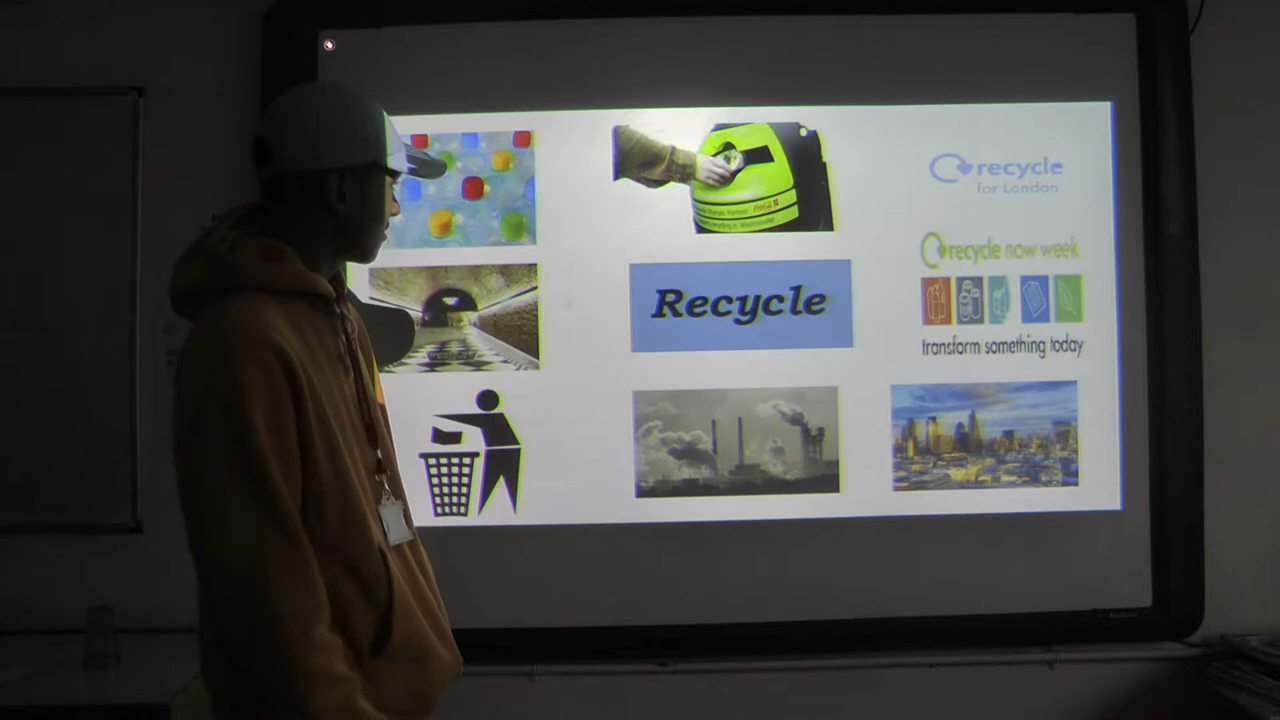 recycle
for London
recycle now week
Recycle
transform something today